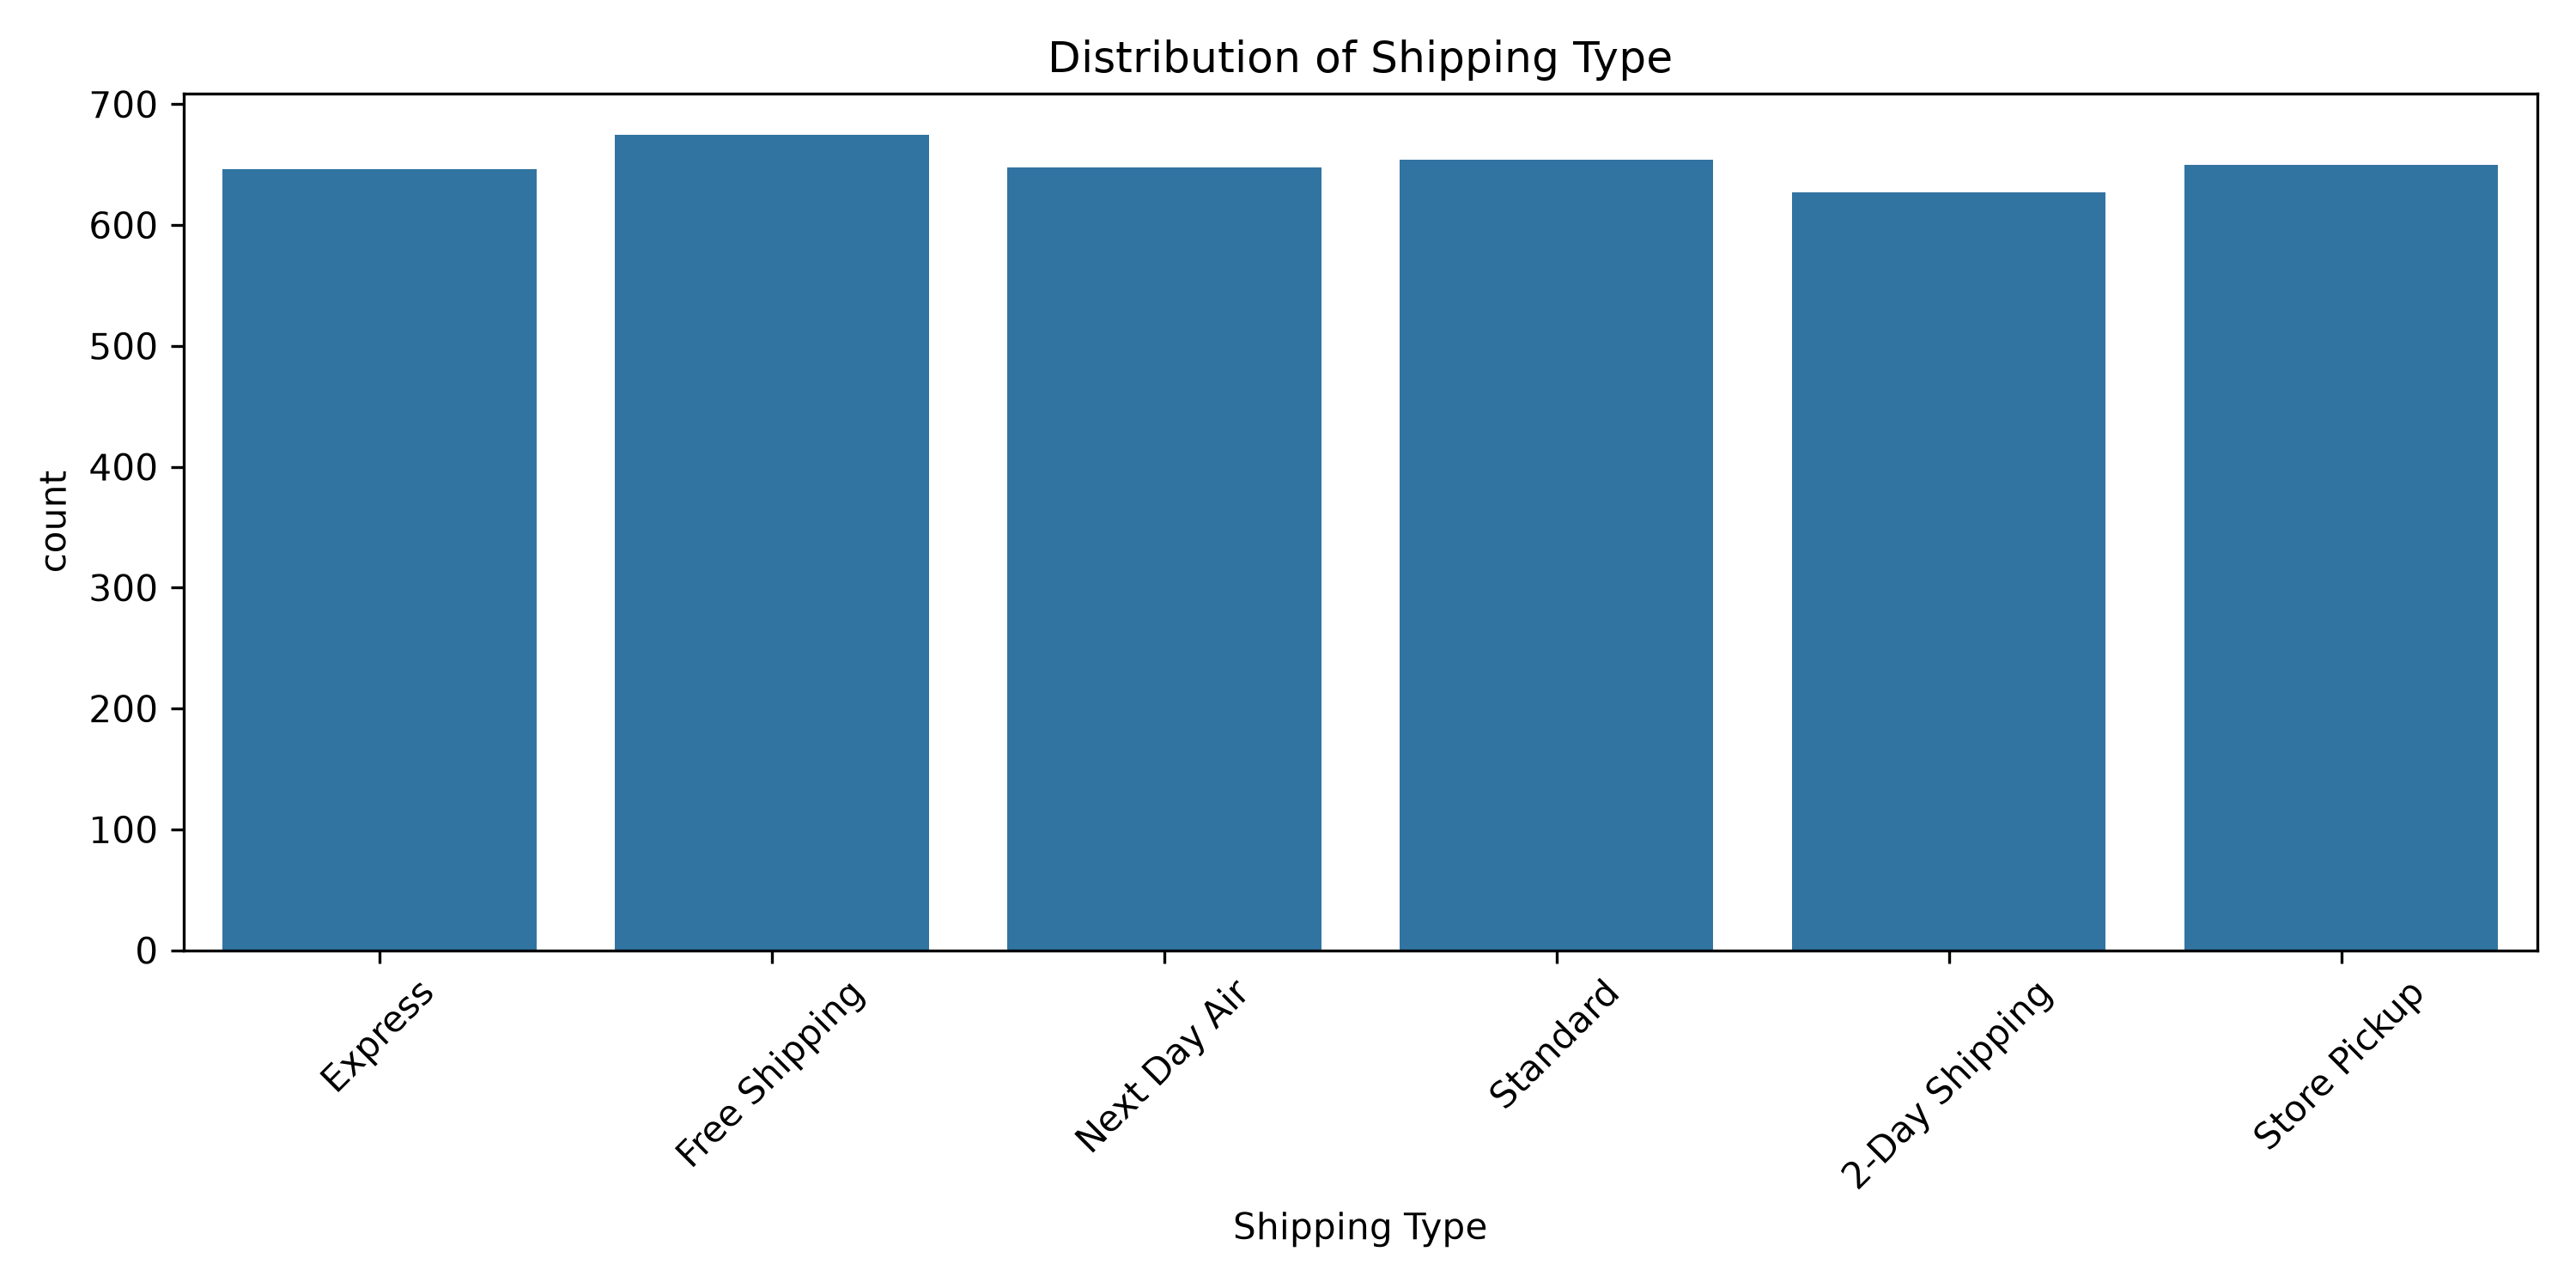 Distribution of Shipping Type
700
600
500
400
300
200
100
0
count
Express
Free Shipping
Next Day Air
Standard
2-Day Shipping
Store Pickup
Shipping Type